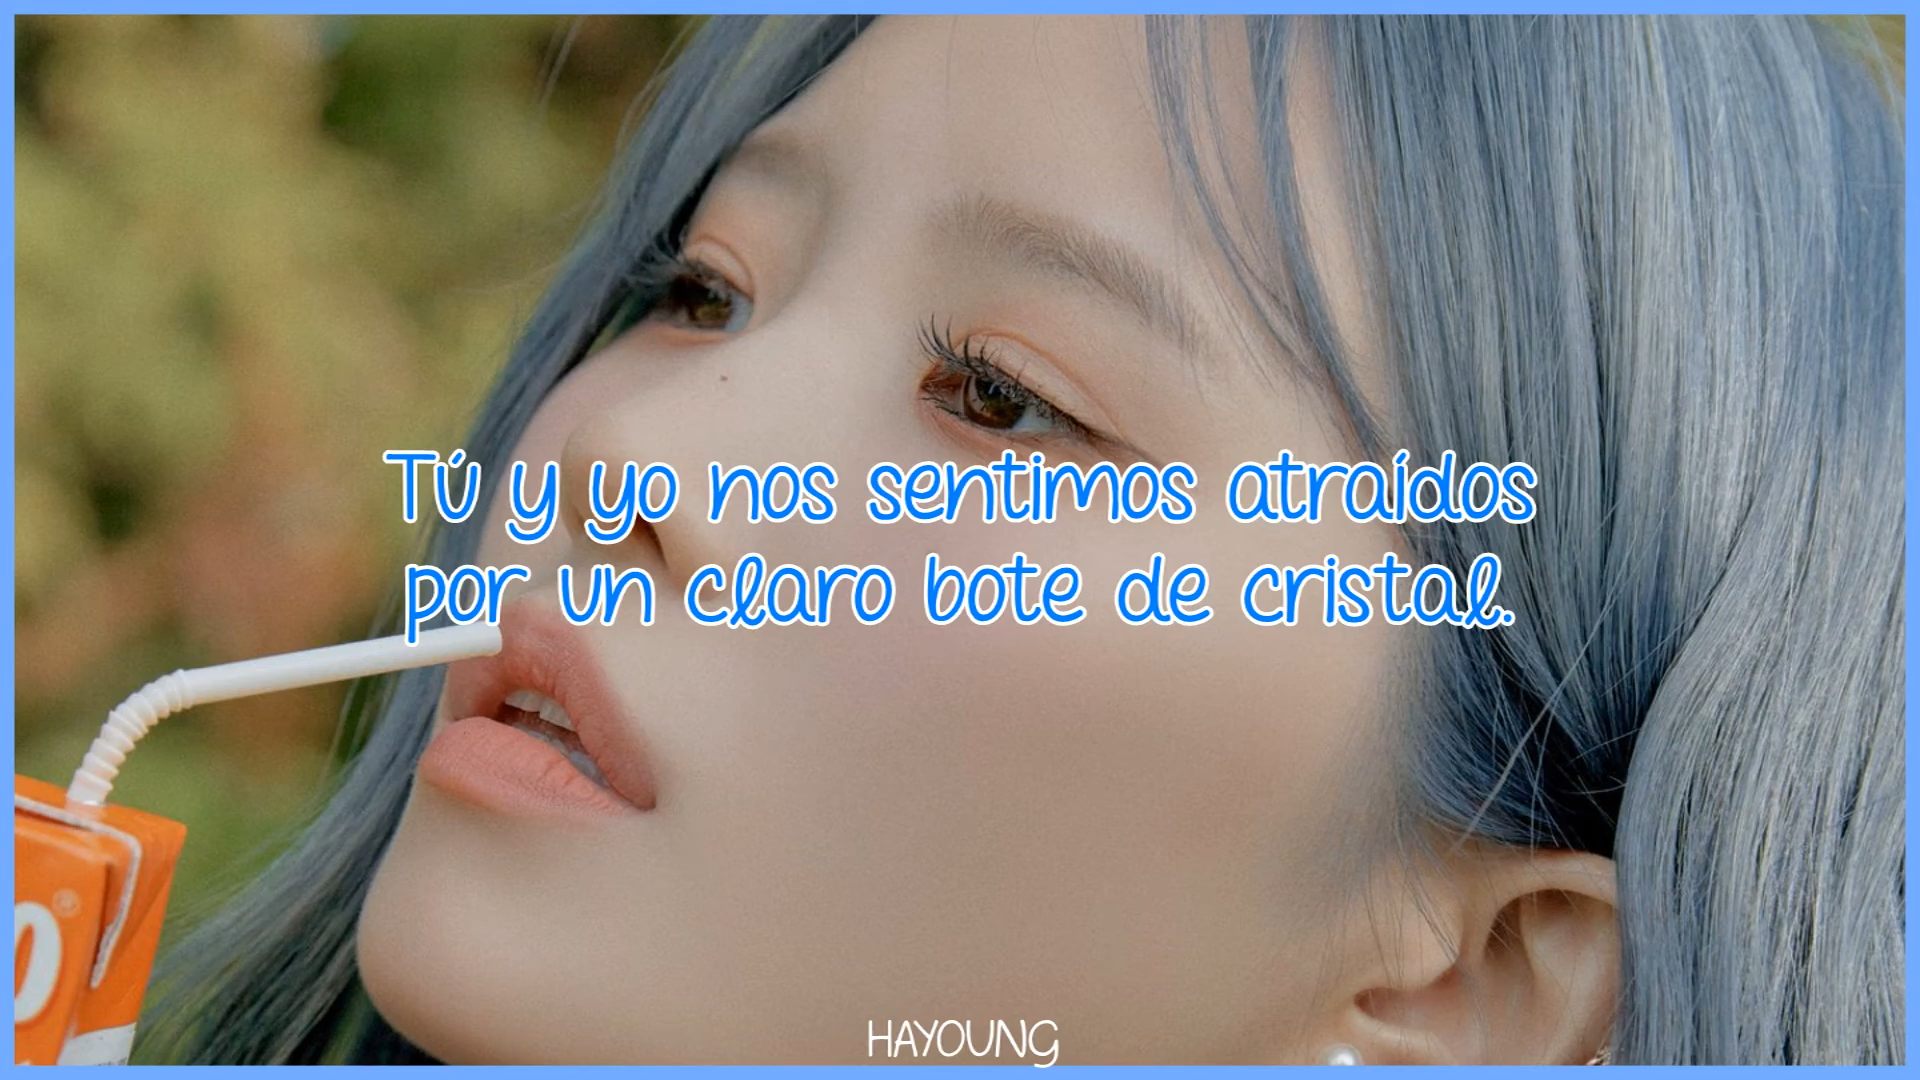 Tú y yo nos sentimos atraídos
por un claro bote de cristal.
HAYOUNG